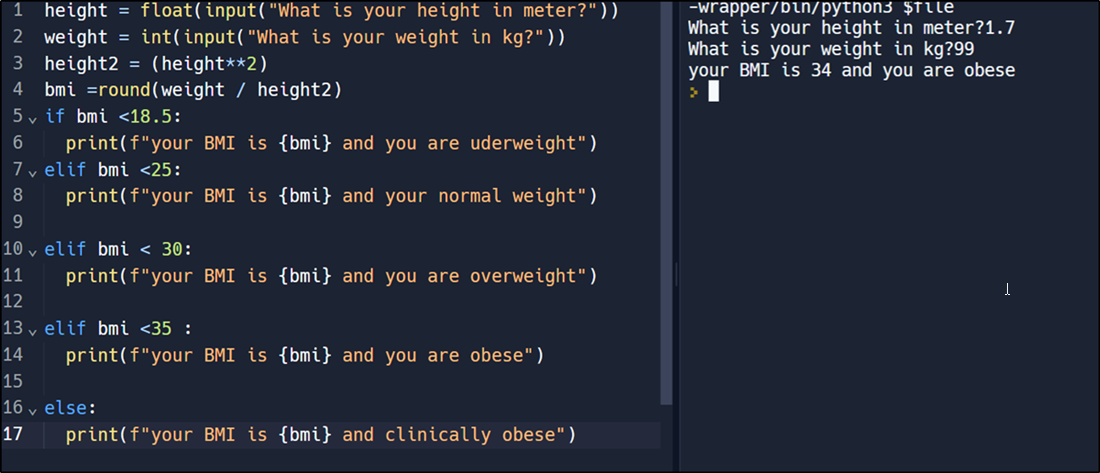 1 height = float(input("What is your height in meter?"))
2 weight = int(input("What is your weight in kg?"))
3 height2 = (height**2)
4 bmi =round(weight / height2)
5 if bmi <18.5:
6 print(f"your BMI is {bmi} and you are uderweight")
7 elif bmi <25:
8 print(f"your BMI is {bmi} and your normal weight")
9
10 elif bmi < 30:
11 print(f"your BMI is {bmi} and you are overweight")
12
13 elif bmi <35 :
14 print(f"your BMI is {bmi} and you are obese")
15
16 else:
17 print(f"your BMI is {bmi} and clinically obese")
-wrapper/bin/python3 $file
What is your height in meter?1.7
What is your weight in kg?99
your BMI is 34 and you are obese
>